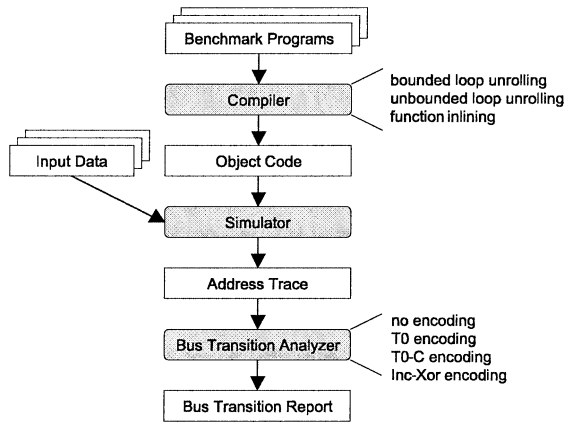 Benchmark Programs
Compiler
bounded loop unrolling
unbounded loop unrolling
function inlining
Input Data
Object Code
Simulator
Address Trace
Bus Transition Analyzer
no encoding
T0 encoding
T0-C encoding
Inc-Xor encoding
Bus Transition Report